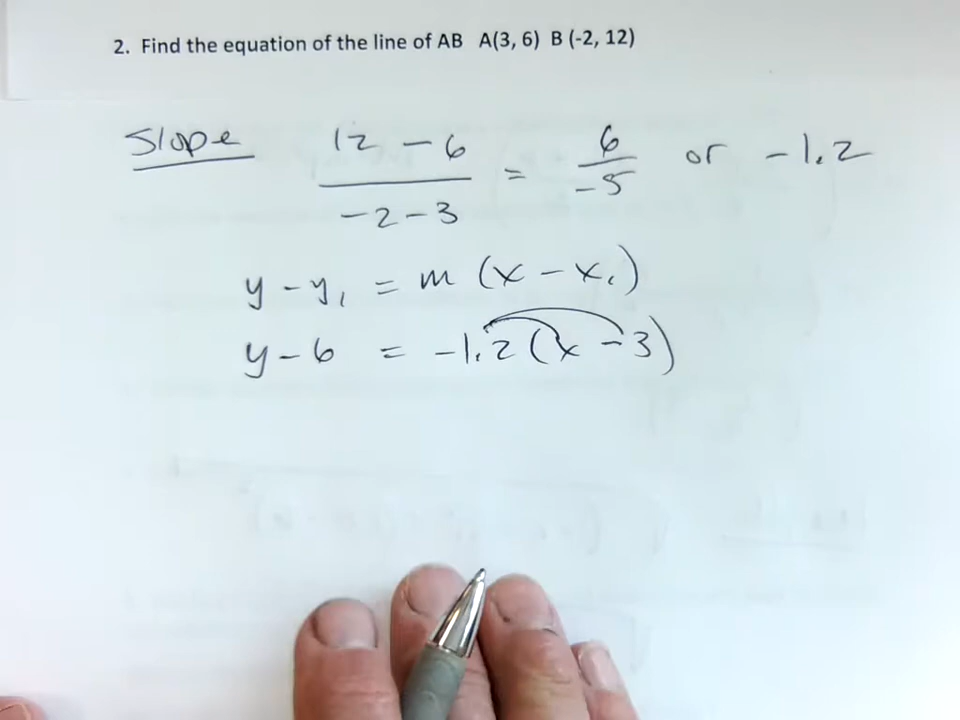 2. Find the equation of the line of AB A(3, 6) B (-2, 12)
Slope 12 - 6 / -2 - 3 = 6 / -5 or -1.2
y - y₁ = m (x - x₁)
y - 6 = -1.2 (x - 3)